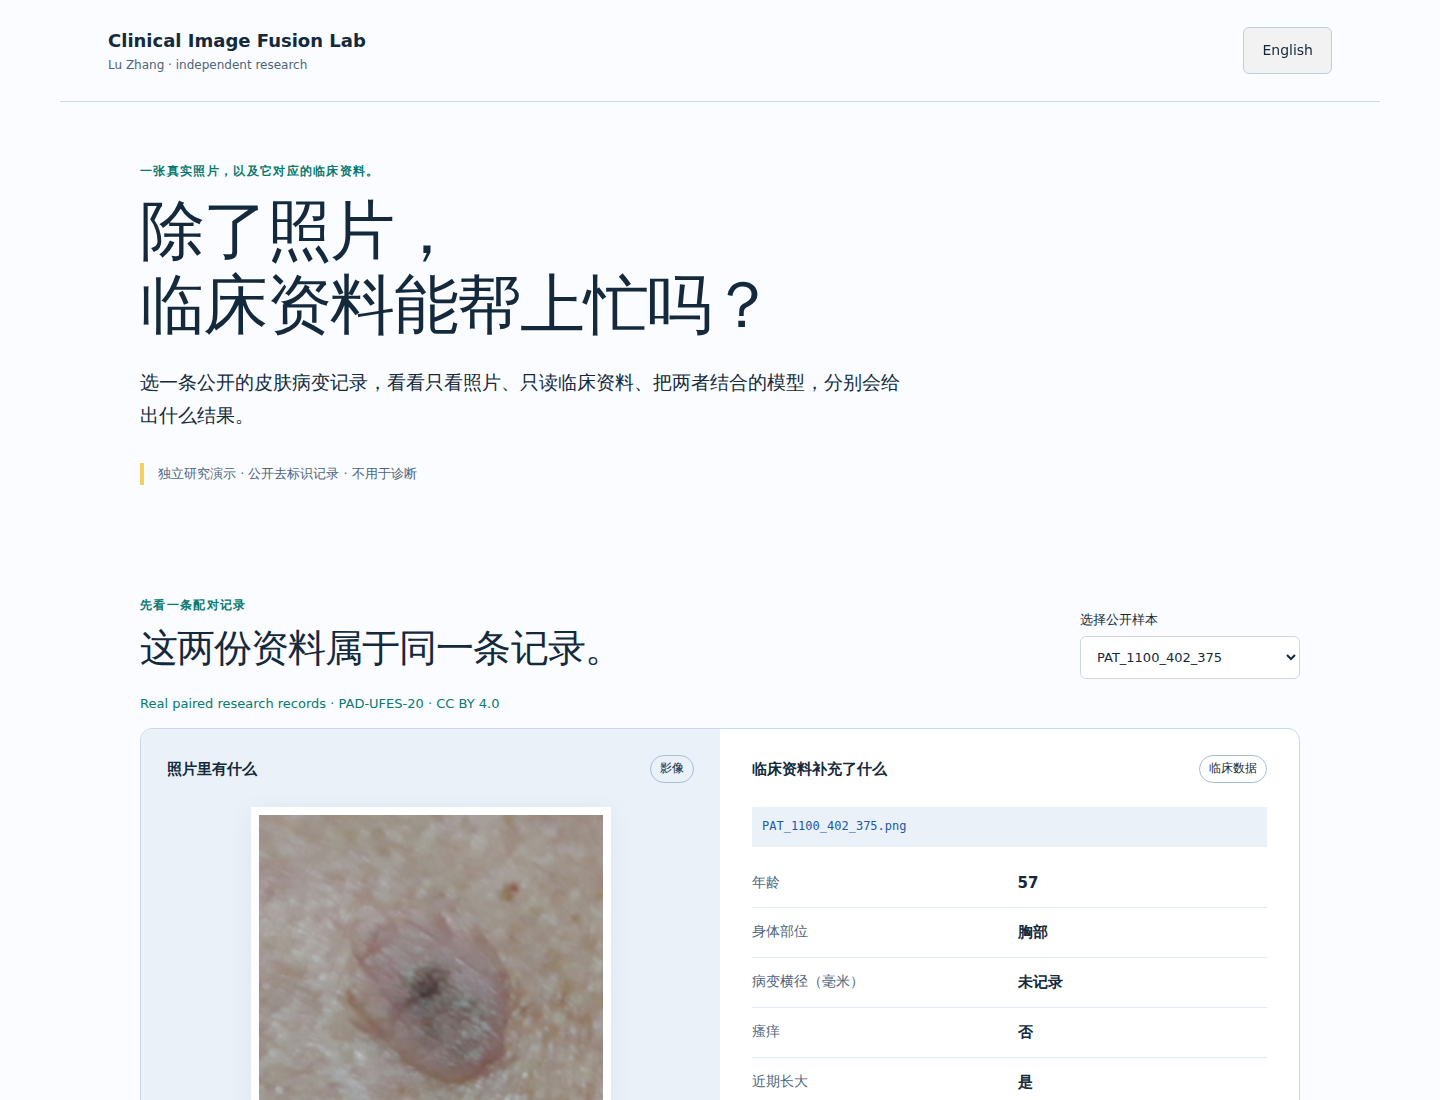 Clinical Image Fusion Lab
Lu Zhang · independent research
English
一张真实照片，以及它对应的临床资料。
除了照片，
临床资料能帮上忙吗？
选一条公开的皮肤病变记录，看看只看照片、只读临床资料、把两者结合的模型，分别会给
出什么结果。
独立研究演示 · 公开去标识记录 · 不用于诊断
先看一条配对记录
这两份资料属于同一条记录。
选择公开样本
PAT_1100_402_375
Real paired research records · PAD-UFES-20 · CC BY 4.0
照片里有什么
影像
临床资料补充了什么
临床数据
PAT_1100_402_375.png
年龄 57
身体部位 胸部
病变横径（毫米） 未记录
瘙痒 否
近期长大 是